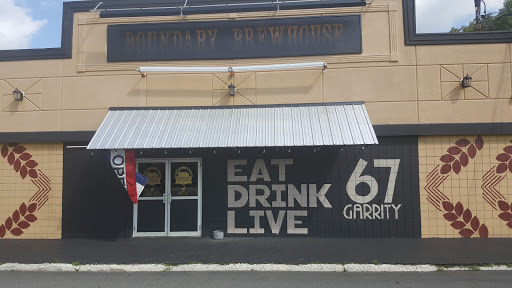 BOUNDARY BREWHOUSE
EAT
DRINK
LIVE
67
GARRITY